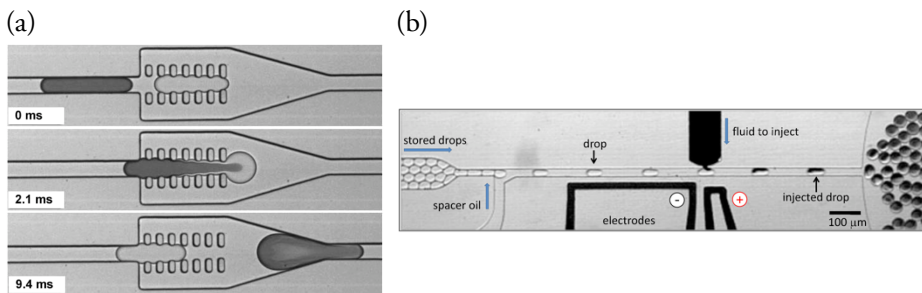 (a)
0 ms
2.1 ms
9.4 ms
(b)
stored drops
drop
fluid to inject
spacer oil
electrodes
-
+
injected drop
100 µm